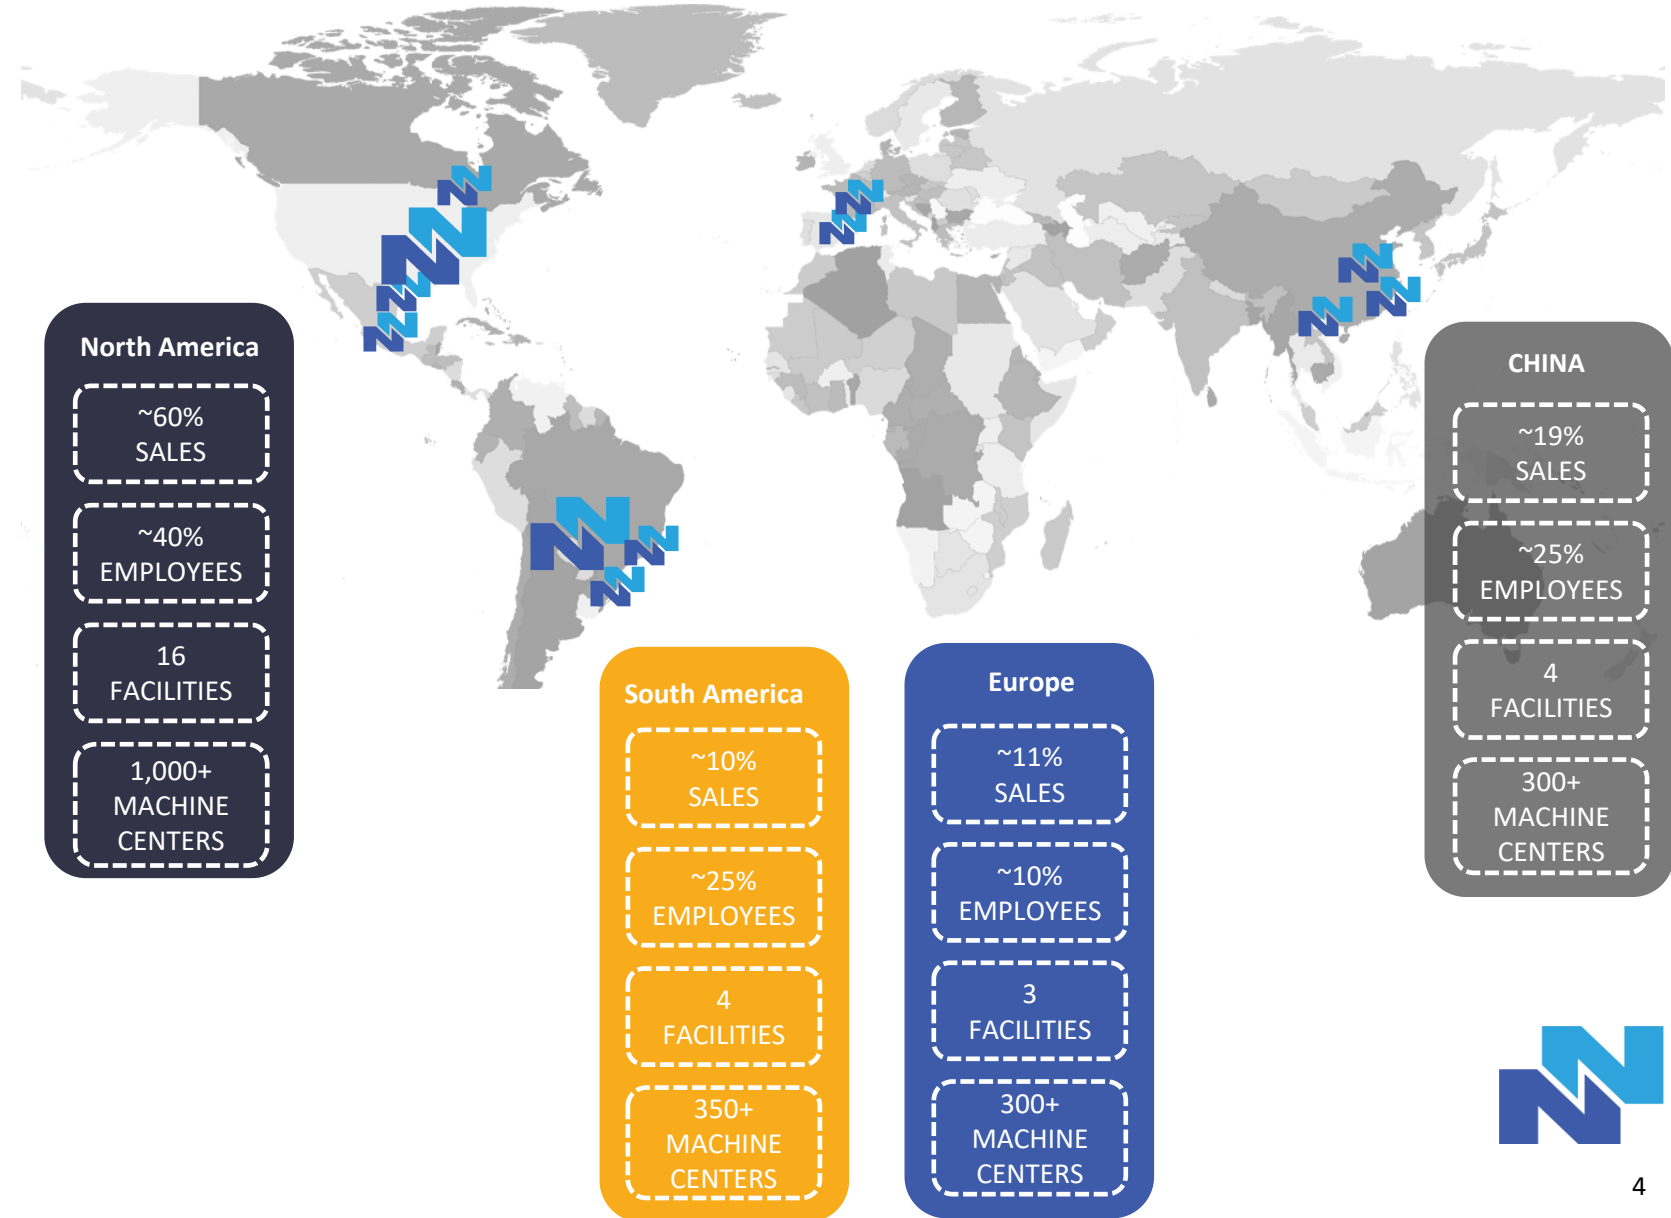 North America
~60%
SALES
~40%
EMPLOYEES
16
FACILITIES
1,000+
MACHINE
CENTERS
South America
~10%
SALES
~25%
EMPLOYEES
4
FACILITIES
350+
MACHINE
CENTERS
Europe
~11%
SALES
~10%
EMPLOYEES
3
FACILITIES
300+
MACHINE
CENTERS
CHINA
~19%
SALES
~25%
EMPLOYEES
4
FACILITIES
300+
MACHINE
CENTERS
NN
4